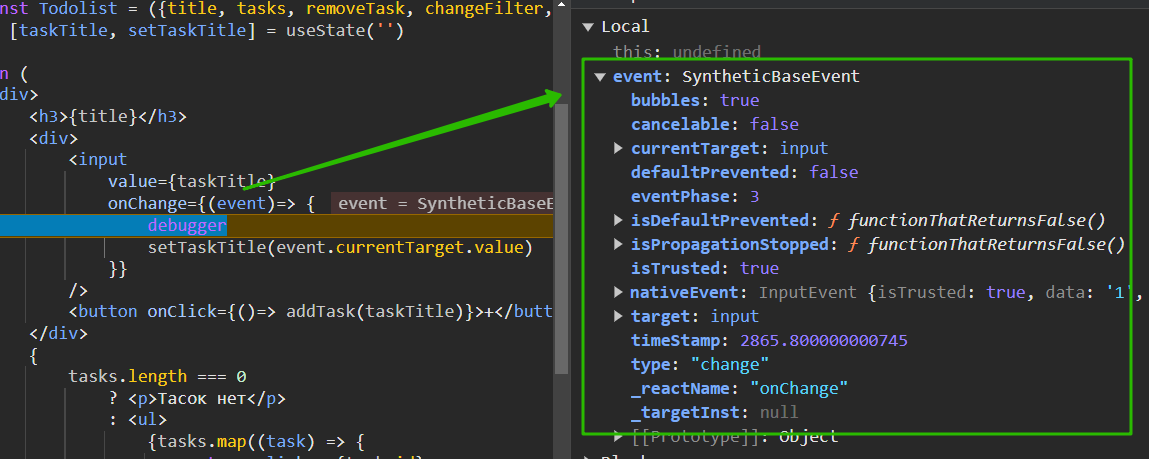 nst Todolist = ({title, tasks, removeTask, changeFilter,
[taskTitle, setTaskTitle] = useState('')
n (
div>
<h3>{title}</h3>
<div>
<input
value={taskTitle}
onChange={(event)=> { event = SyntheticBaseE
debugger
setTaskTitle(event.currentTarget.value)
}}
/>
<button onClick={()=> addTask(taskTitle)}>+</butt
</div>
{
tasks.length === 0
? <p>Тасок нет</p>
: <ul>
{tasks.map((task) => {
Local
this: undefined
event: SyntheticBaseEvent
bubbles: true
cancelable: false
currentTarget: input
defaultPrevented: false
eventPhase: 3
isDefaultPrevented: ƒ functionThatReturnsFalse()
isPropagationStopped: ƒ functionThatReturnsFalse()
isTrusted: true
nativeEvent: InputEvent {isTrusted: true, data: '1',
target: input
timeStamp: 2865.800000000745
type: "change"
_reactName: "onChange"
_targetInst: null
[[Prototype]]: Object